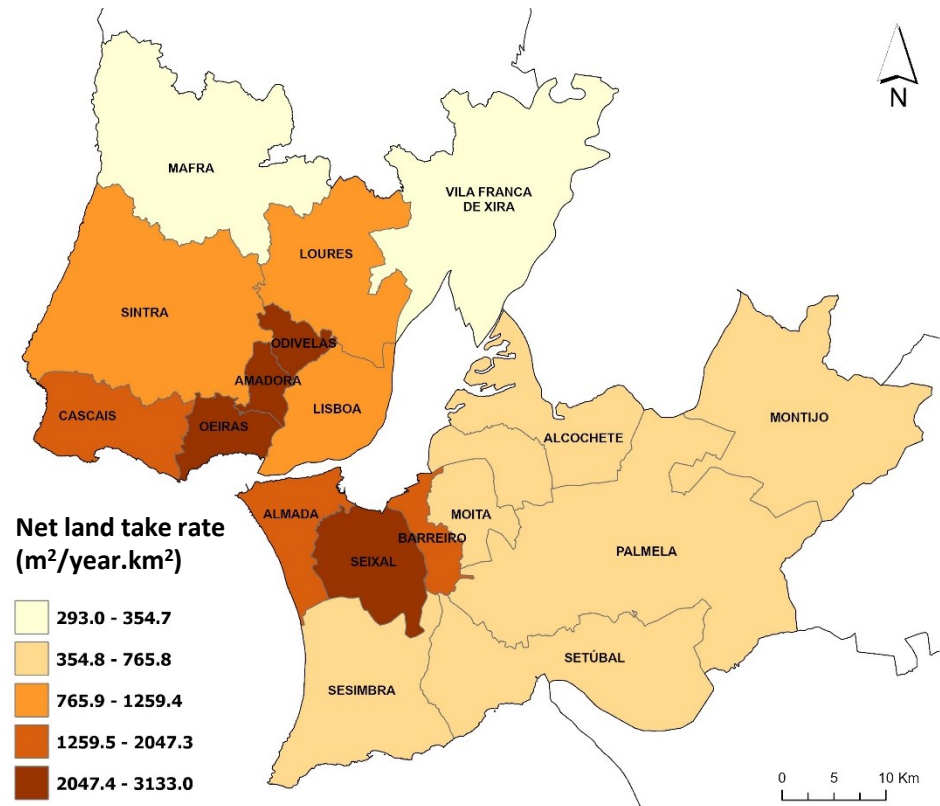 N
MAFRA
VILA FRANCA
DE XIRA
LOURES
SINTRA
ODIVELAS
AMADORA
CASCAIS
OEIRAS
LISBOA
MONTIJO
ALCOCHETE
ALMADA
MOITA
BARREIRO
SEIXAL
PALMELA
SETÚBAL
SESIMBRA
Net land take rate
(m²/year.km²)
293.0 - 354.7
354.8 - 765.8
765.9 - 1259.4
1259.5 - 2047.3
2047.4 - 3133.0
0 5 10 Km